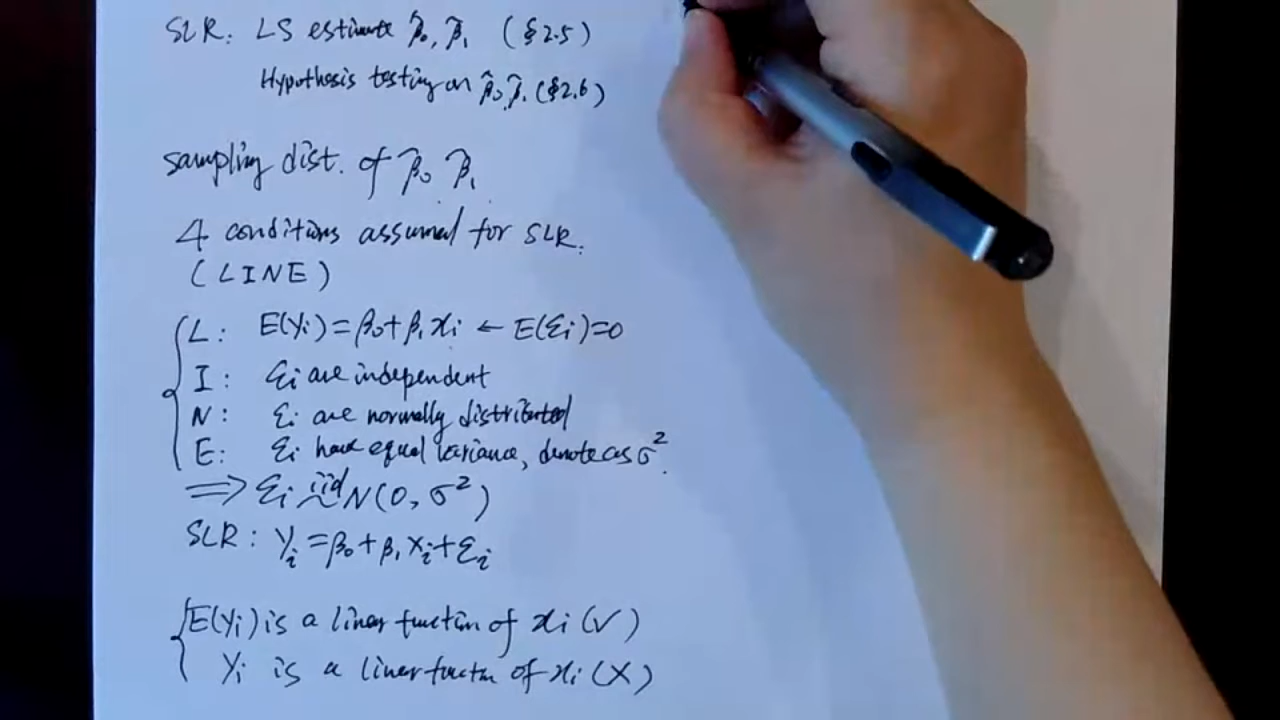 SLR: LS estimate β̂₀, β̂₁ (§2.5)
Hypothesis testing on β̂₀, β̂₁ (§2.6)
sampling dist. of β̂₀ β̂₁
4 conditions assumed for SLR.
(LINE)
L: E(Yi)=β₀+β₁xi ← E(εi)=0
I: εi are independent
N: εi are normally distributed
E: εi have equal variance, denote as σ².
⇒ εi iid~ N(0, σ²)
SLR: Yi=β₀+β₁xi+εi
E(Yi) is a linear function of xi (√)
Yi is a linear function of xi (X)